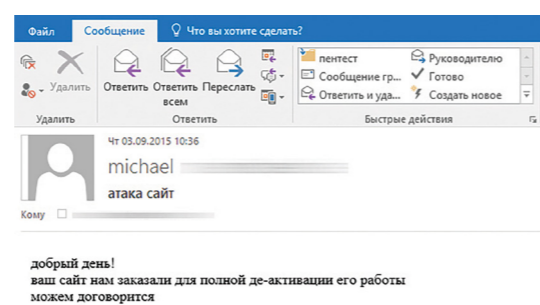 Файл Сообщение Что вы хотите сделать?
Удалить
Ответить Ответить всем Переслать
пентест
Сообщение гр...
Ответить и уда...
Руководителю
Готово
Создать новое
Удалить Ответить Быстрые действия
Чт 03.09.2015 10:36
michael
атака сайт
Кому
добрый день!
ваш сайт нам заказали для полной де-активации его работы
можем договорится